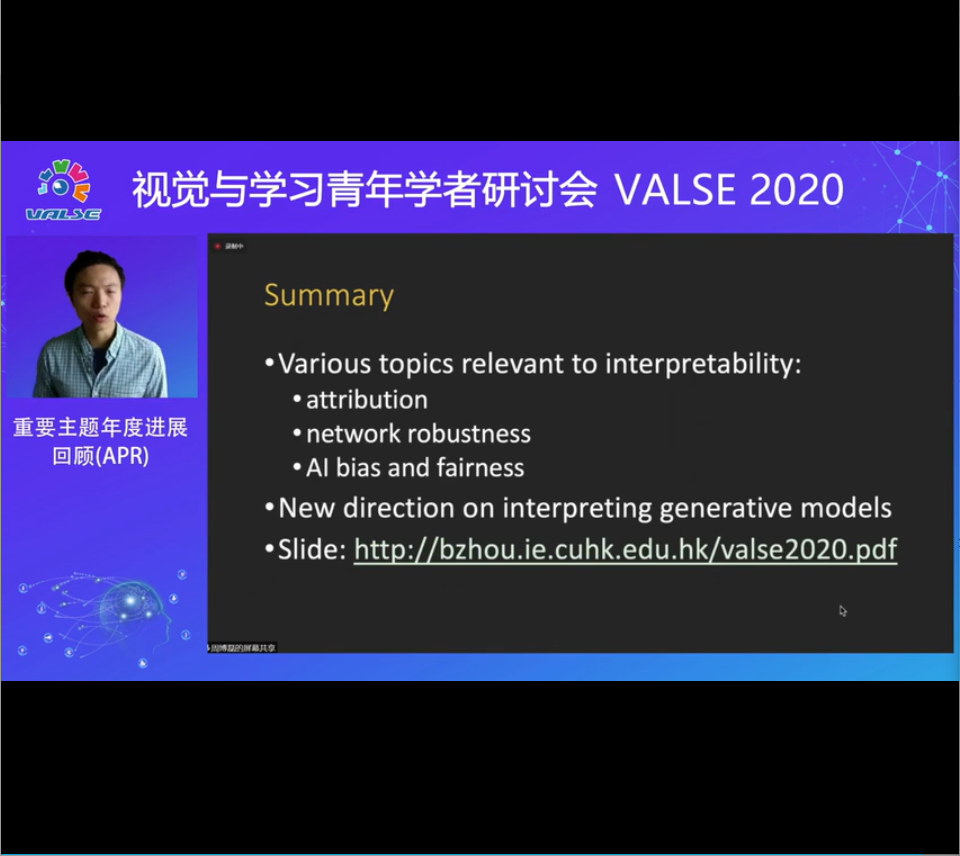 VALSE
视觉与学习青年学者研讨会 VALSE 2020
录制中
Summary
•Various topics relevant to interpretability:
•attribution
•network robustness
•AI bias and fairness
•New direction on interpreting generative models
•Slide: http://bzhou.ie.cuhk.edu.hk/valse2020.pdf
重要主题年度进展
回顾(APR)
周博磊的屏幕共享